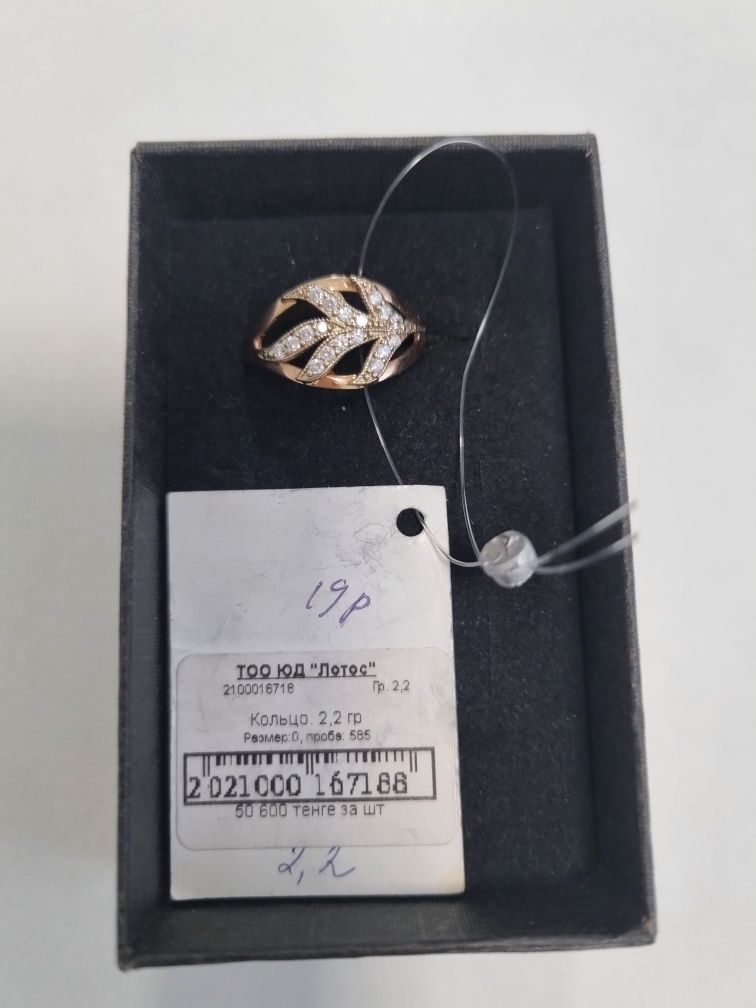 19р
ТОО ЮД "Лотос"
2100016718 Гр. 2,2
Кольцо. 2,2 гр
Размер:0, проба: 585
2 021000 167188
50 600 тенге за шт
2,2